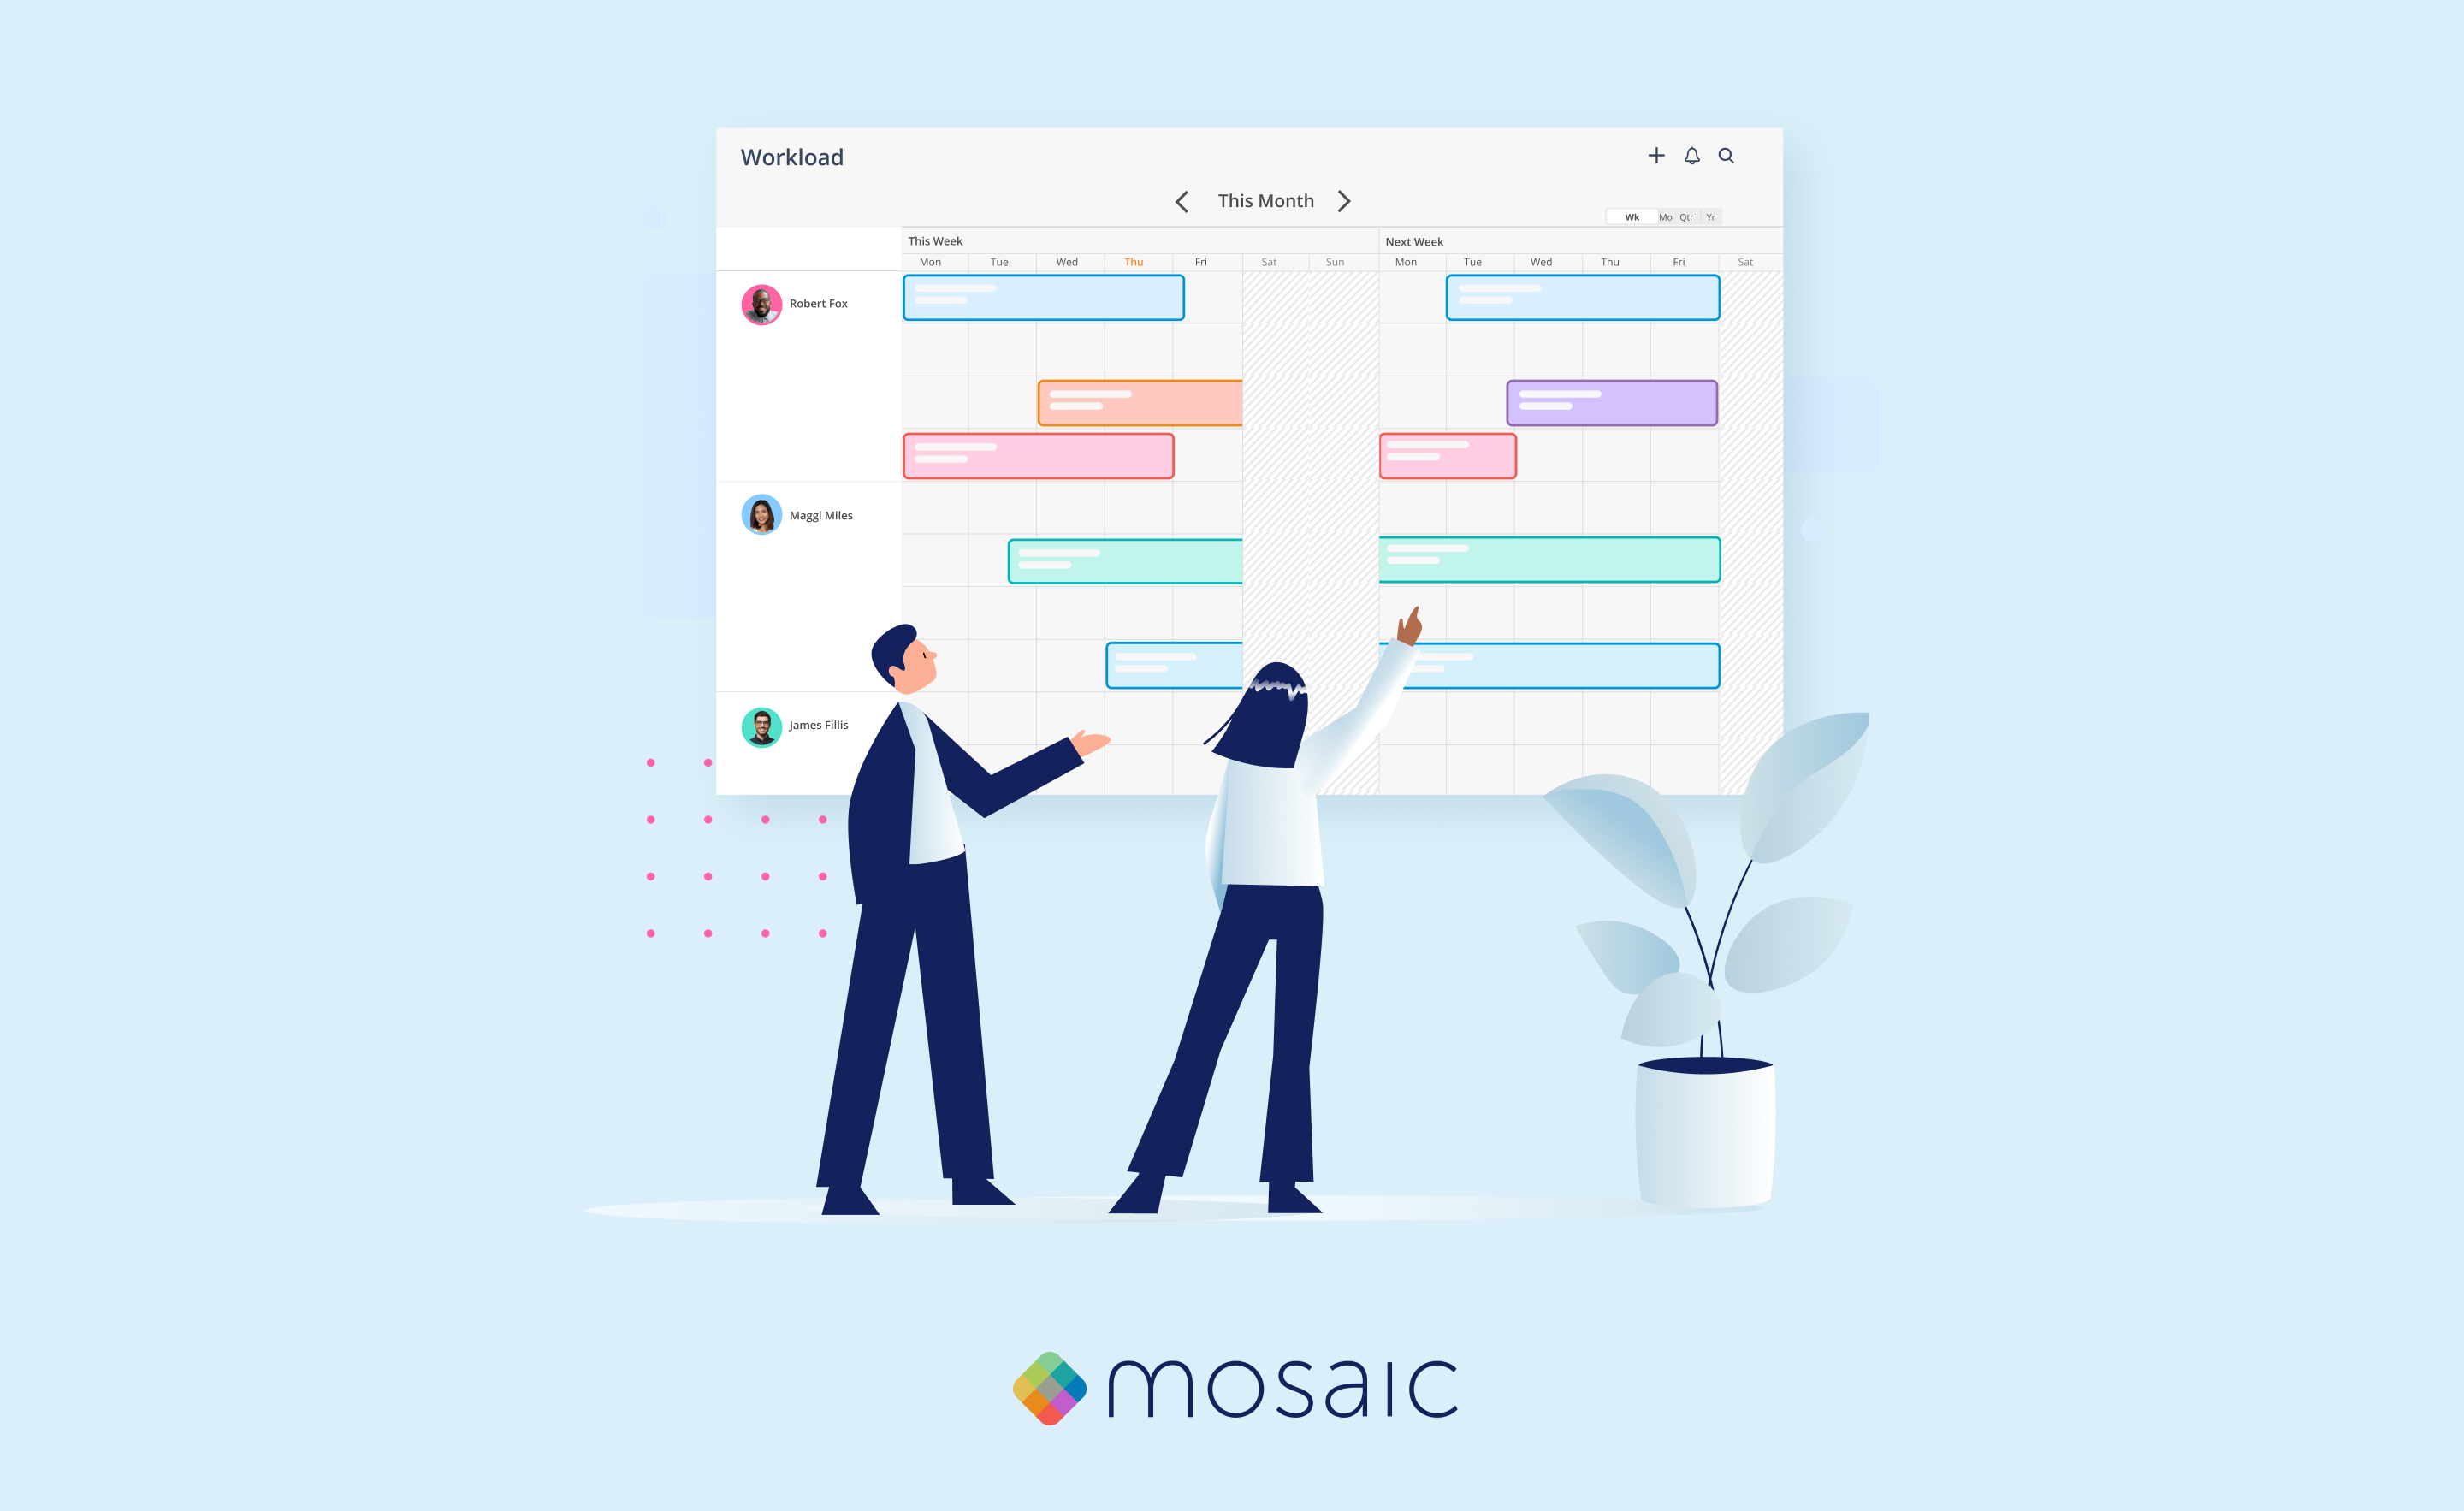 Workload
This Month
Wk Mo Qtr Yr
This Week Next Week
Mon Tue Wed Thu Fri Sat Sun Mon Tue Wed Thu Fri Sat
Robert Fox
Maggi Miles
James Fillis
mosaic